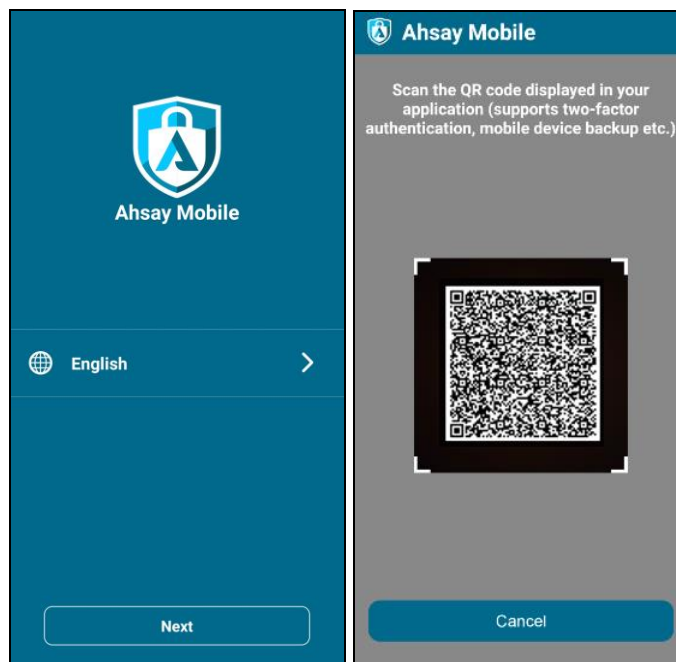 Ahsay Mobile
English
Next
Ahsay Mobile
Scan the QR code displayed in your
application (supports two-factor
authentication, mobile device backup etc.)
Cancel